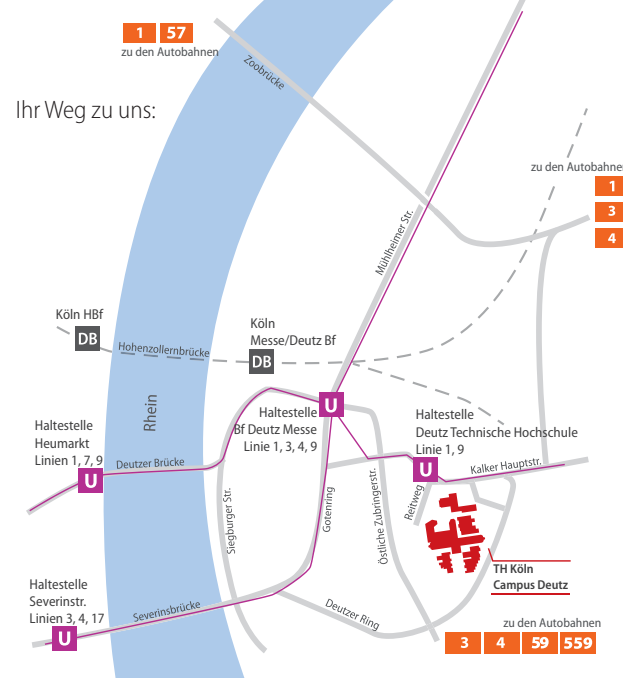 1 57
zu den Autobahnen
Zoobrücke
Ihr Weg zu uns:
zu den Autobahnen
1
3
4
Mühlheimer Str.
Köln HBf
DB
Hohenzollernbrücke
Köln
Messe/Deutz Bf
DB
Rhein
U
Haltestelle
Bf Deutz Messe
Linie 1, 3, 4, 9
Haltestelle
Deutz Technische Hochschule
Linie 1, 9
U
Kalker Hauptstr.
Haltestelle
Heumarkt
Linien 1, 7, 9
U
Deutzer Brücke
Siegburger Str.
Gotenring
Östliche Zubringerstr.
Reitweg
TH Köln
Campus Deutz
Haltestelle
Severinstr.
Linien 3, 4, 17
U
Severinsbrücke
Deutzer Ring
zu den Autobahnen
3 4 59 559